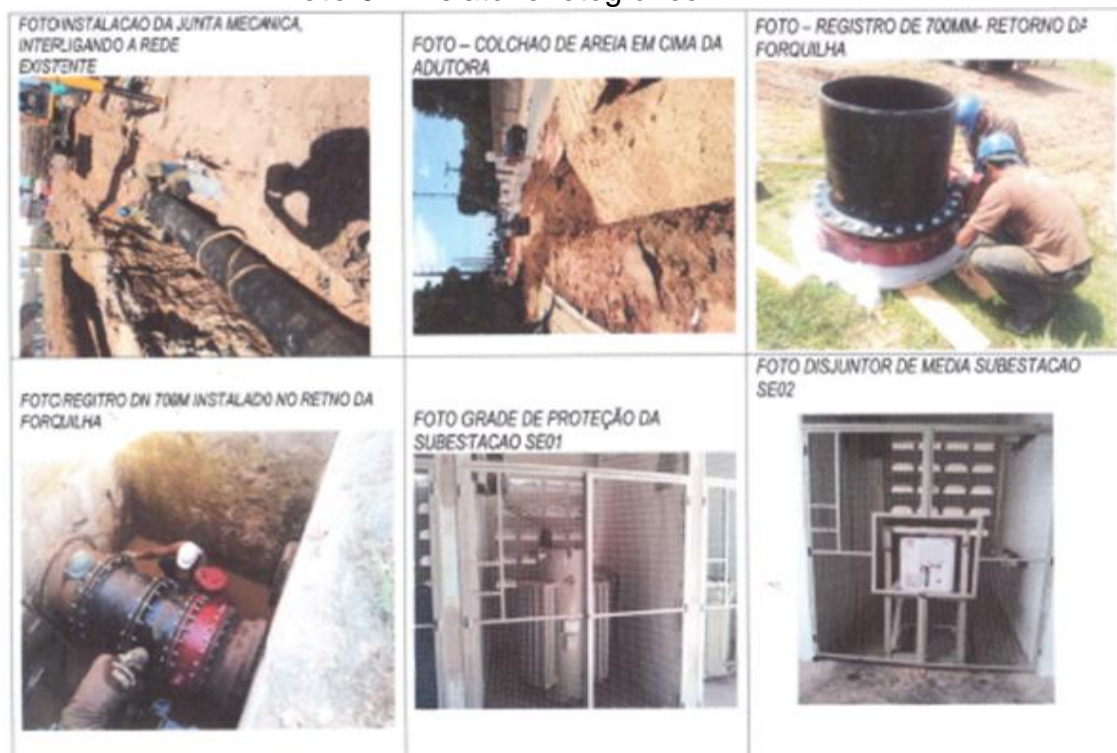 FOTO INSTALACAO DA JUNTA MECANICA,
INTERLIGANDO A REDE
EXISTENTE
FOTO – COLCHAO DE AREIA EM CIMA DA
ADUTORA
FOTO – REGISTRO DE 700MM- RETORNO DA
FORQUILHA
FOTO REGITRO DN 700M INSTALADO NO RETNO DA
FORQUILHA
FOTO GRADE DE PROTEÇÃO DA
SUBESTACAO SE01
FOTO DISJUNTOR DE MEDIA SUBESTACAO
SE02